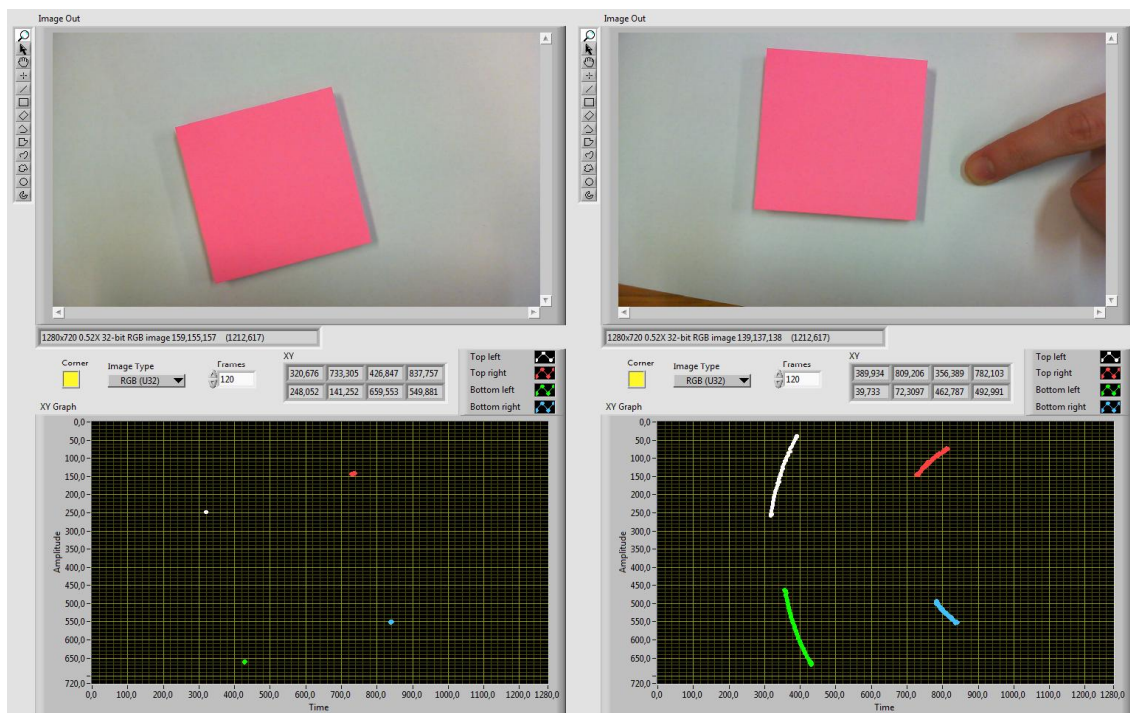 Image Out
1280x720 0.52X 32-bit RGB image 159,155,157 (1212,617)
Corner
Image Type
RGB (U32)
Frames
120
XY
320,676 733,305 426,847 837,757
248,052 141,252 659,553 549,881
Top left
Top right
Bottom left
Bottom right
XY Graph
0,0
50,0
100,0
150,0
200,0
250,0
300,0
350,0
400,0
450,0
500,0
550,0
600,0
650,0
720,0
Amplitude
0,0 100,0 200,0 300,0 400,0 500,0 600,0 700,0 800,0 900,0 1000,0 1100,0 1280,0
Time
Image Out
1280x720 0.52X 32-bit RGB image 139,137,138 (1212,617)
Corner
Image Type
RGB (U32)
Frames
120
XY
389,934 809,206 356,389 782,103
39,733 72,3097 462,787 492,991
Top left
Top right
Bottom left
Bottom right
XY Graph
0,0
50,0
100,0
150,0
200,0
250,0
300,0
350,0
400,0
450,0
500,0
550,0
600,0
650,0
720,0
Amplitude
0,0 100,0 200,0 300,0 400,0 500,0 600,0 700,0 800,0 900,0 1000,0 1100,0 1280,0
Time